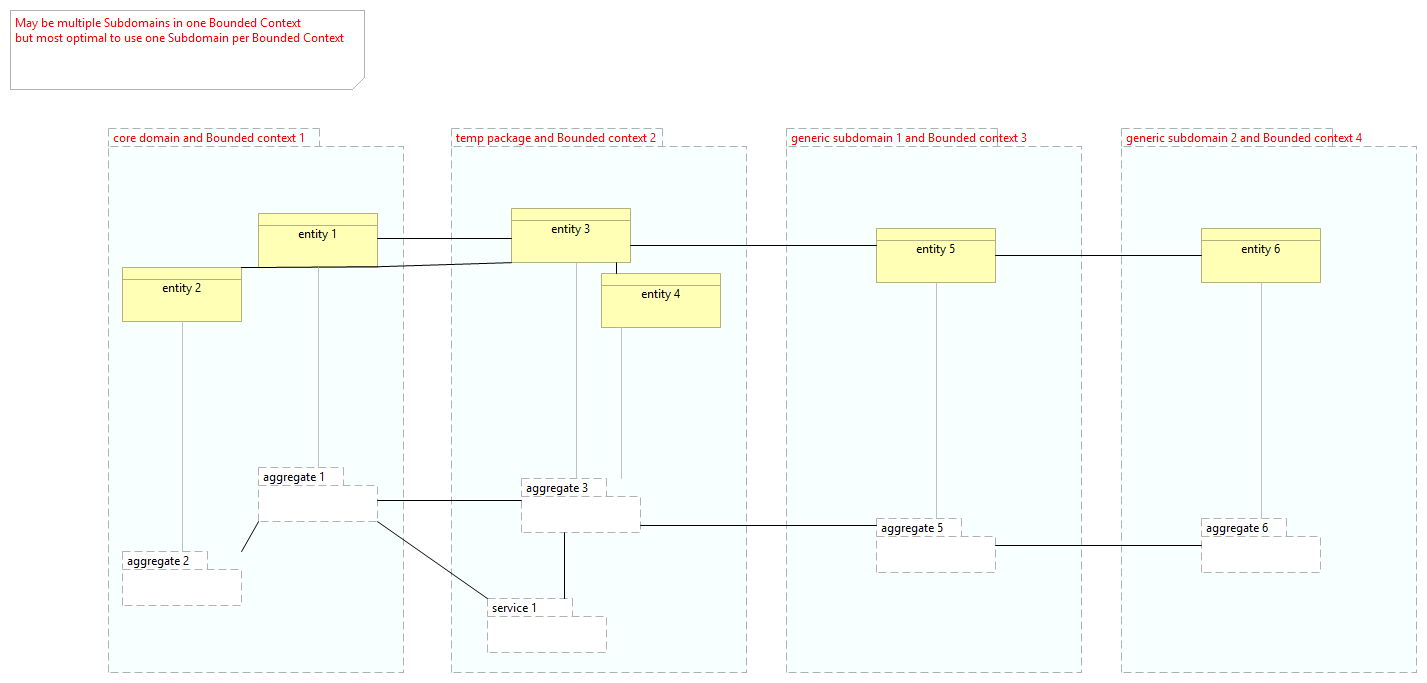 May be multiple Subdomains in one Bounded Context
but most optimal to use one Subdomain per Bounded Context
core domain and Bounded context 1
temp package and Bounded context 2
generic subdomain 1 and Bounded context 3
generic subdomain 2 and Bounded context 4
entity 1
entity 2
entity 3
entity 4
entity 5
entity 6
aggregate 1
aggregate 2
aggregate 3
service 1
aggregate 5
aggregate 6